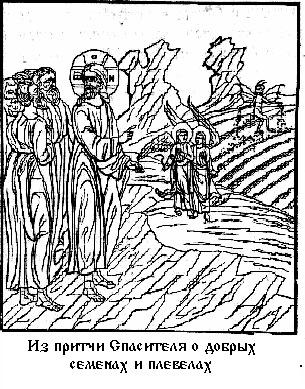 Из притчи Спасителя о добрых
семенах и плевелах